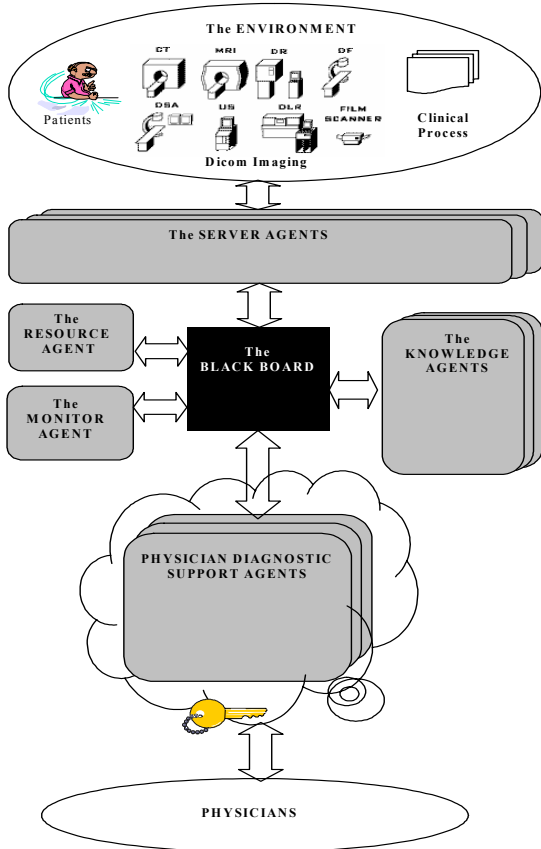 The ENVIRONMENT
CT MRI DR DF
DSA US DLR FILM SCANNER
Patients
Clinical
Process
Dicom Imaging
The SERVER AGENTS
The
RESOURCE
AGENT
The
BLACK BOARD
The
KNOWLEDGE
AGENTS
The
MONITOR
AGENT
PHYSICIAN DIAGNOSTIC
SUPPORT AGENTS
PHYSICIANS